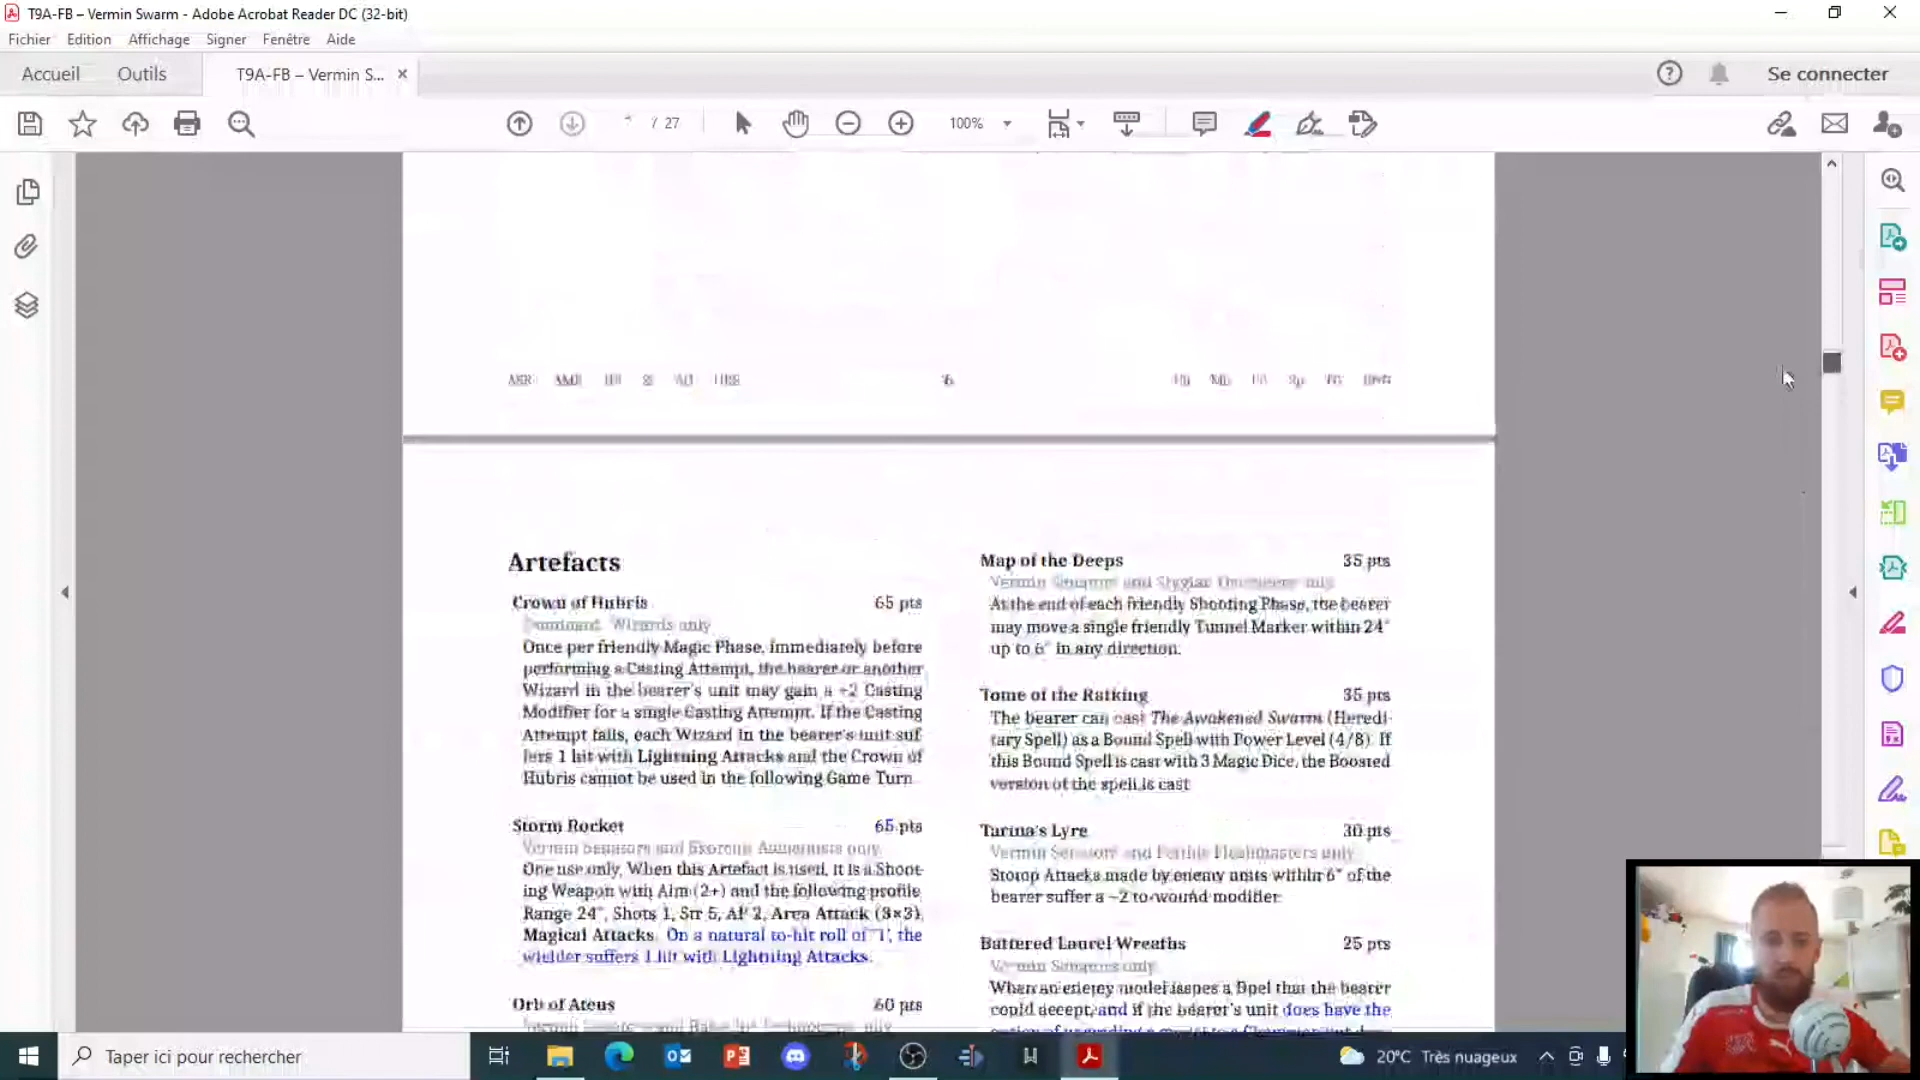 T9A-FB – Vermin Swarm - Adobe Acrobat Reader DC (32-bit)
Fichier Edition Affichage Signer Fenêtre Aide
Accueil Outils T9A-FB – Vermin S... Se connecter
/ 27 100%
Artefacts
Crown of Hubris 65 pts
Wizards only
Once per friendly Magic Phase, immediately before
performing a Casting Attempt, the bearer or another
Wizard in the bearer's unit may gain a +2 Casting
Modifier for a single Casting Attempt. If the Casting
Attempt fails, each Wizard in the bearer's unit suf
fers 1 hit with Lightning Attacks and the Crown of
Hubris cannot be used in the following Game Turn
Storm Rocket 65 pts
Vermin Senators and only
One use only. When this Artefact is used, it is a Shoot-
ing Weapon with Aim (2+) and the following profile
Range 24", Shots 1, Str 5, AP 2, Area Attack (3×3),
Magical Attacks. On a natural to-hit roll of '1', the
wielder suffers 1 hit with Lightning Attacks.
Orb of Ateus 60 pts
Map of the Deeps 35 pts
Vermin and only
At the end of each friendly Shooting Phase, the bearer
may move a single friendly Tunnel Marker within 24"
up to 6" in any direction.
Tome of the Ratking 35 pts
The bearer can cast The Awakened Swarm (Heredi-
tary Spell) as a Bound Spell with Power Level (4/8). If
this Bound Spell is cast with 3 Magic Dice, the Boosted
version of the spell is cast
Tarina's Lyre 30 pts
Vermin Senators and only
Stomp Attacks made by enemy units within 6" of the
bearer suffer a −2 to-wound modifier
Battered Laurel Wreaths 25 pts
only
When an enemy model issues a Duel that the bearer
could accept, and if the bearer's unit does have the
Taper ici pour rechercher 20°C Très nuageux